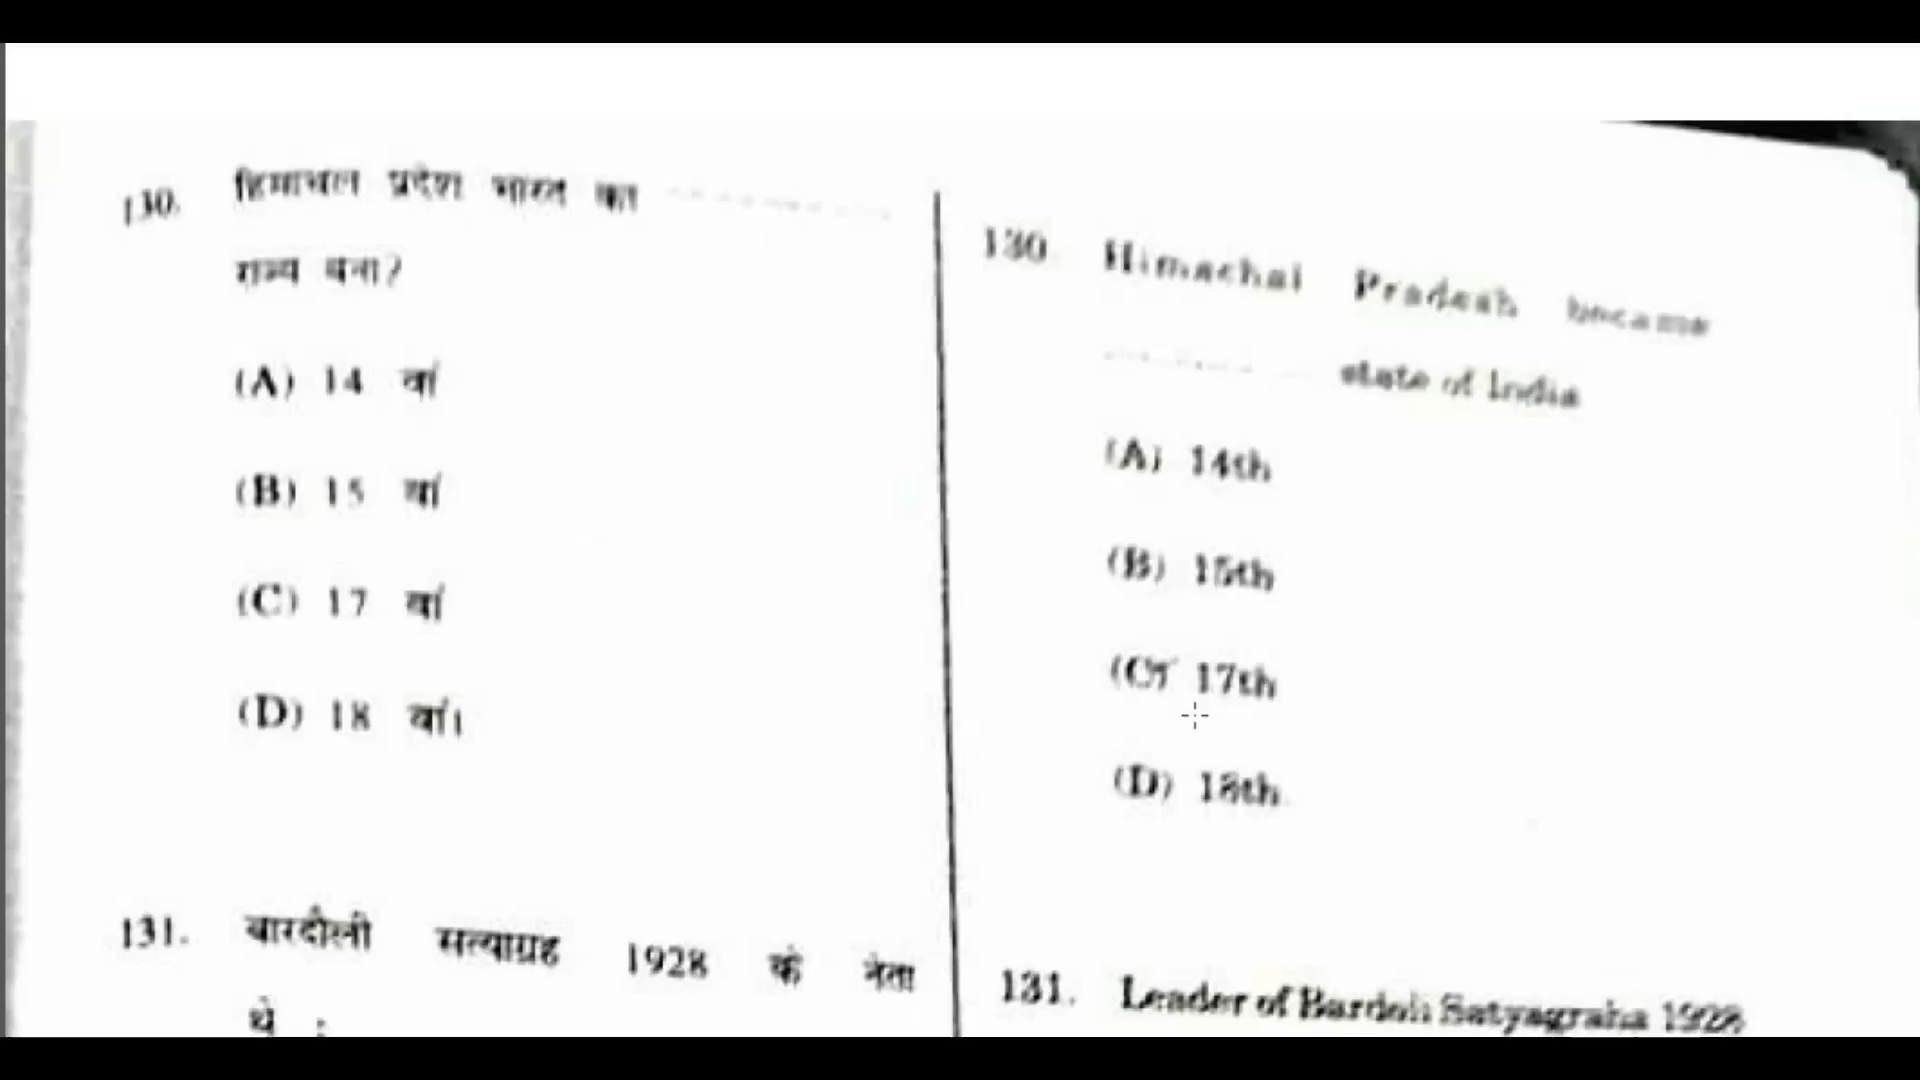 130. हिमाचल प्रदेश भारत का ----------
राज्य बना?
(A) 14 वां
(B) 15 वां
(C) 17 वां
(D) 18 वां।
131. बारदौली सत्याग्रह 1928 के नेता
थे :
130. Himachal Pradesh became
---------- state of India
(A) 14th
(B) 15th
(C) 17th
(D) 18th.
131. Leader of Bardoli Satyagraha 1928